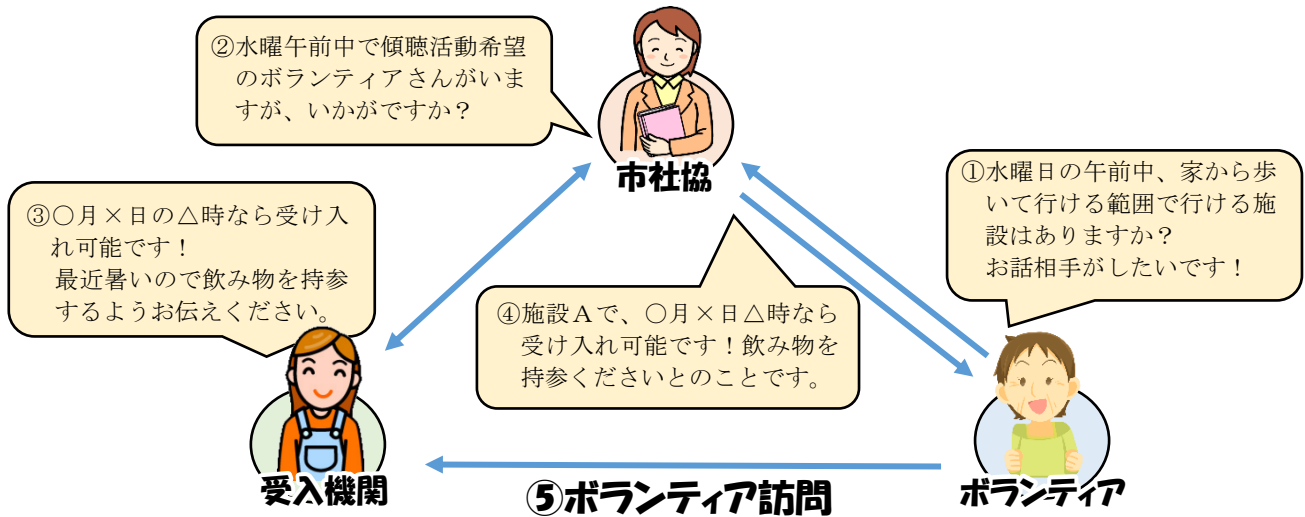 ②水曜午前中で傾聴活動希望
のボランティアさんがいま
すが、いかがですか？
市社協
①水曜日の午前中、家から歩
いて行ける範囲で行ける施
設はありますか？
お話相手がしたいです！
③○月×日の△時なら受け入
れ可能です！
最近暑いので飲み物を持参
するようお伝えください。
④施設Ａで、○月×日△時なら
受け入れ可能です！飲み物を
持参くださいとのことです。
受入機関
⑤ボランティア訪問
ボランティア